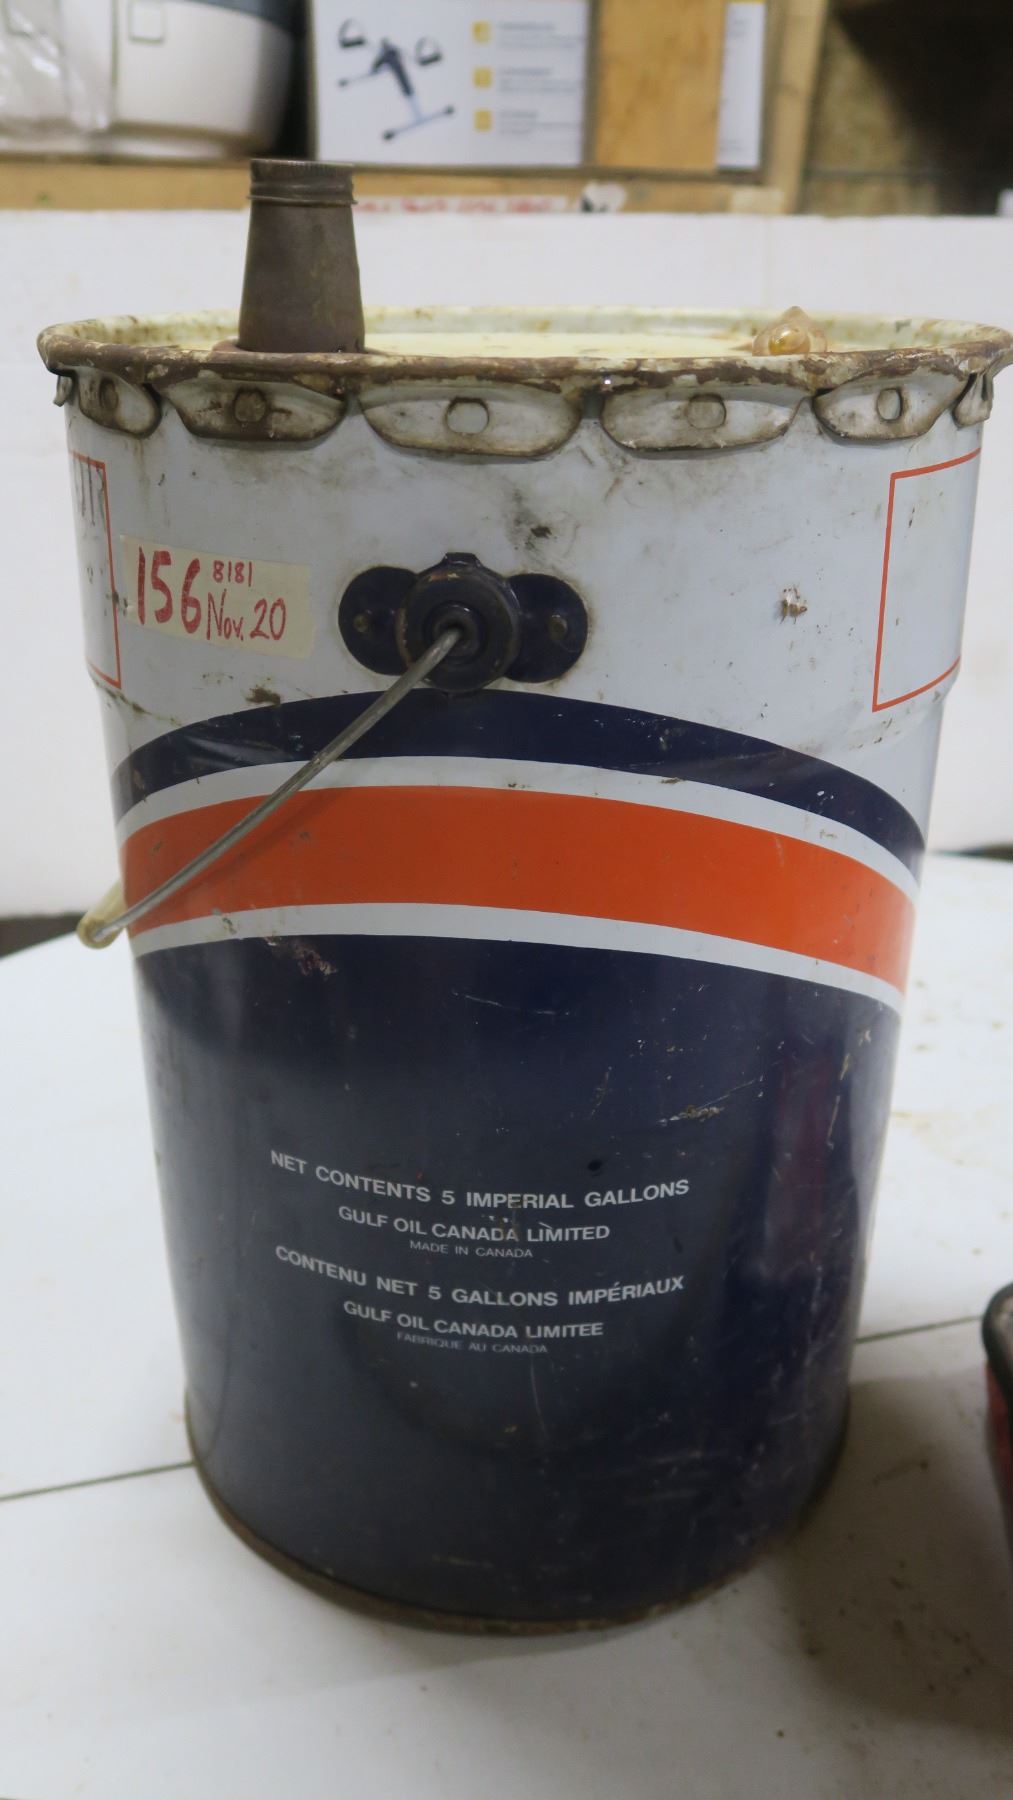 156 8181
Nov. 20
NET CONTENTS 5 IMPERIAL GALLONS
GULF OIL CANADA LIMITED
MADE IN CANADA
CONTENU NET 5 GALLONS IMPÉRIAUX
GULF OIL CANADA LIMITEE
FABRIQUE AU CANADA